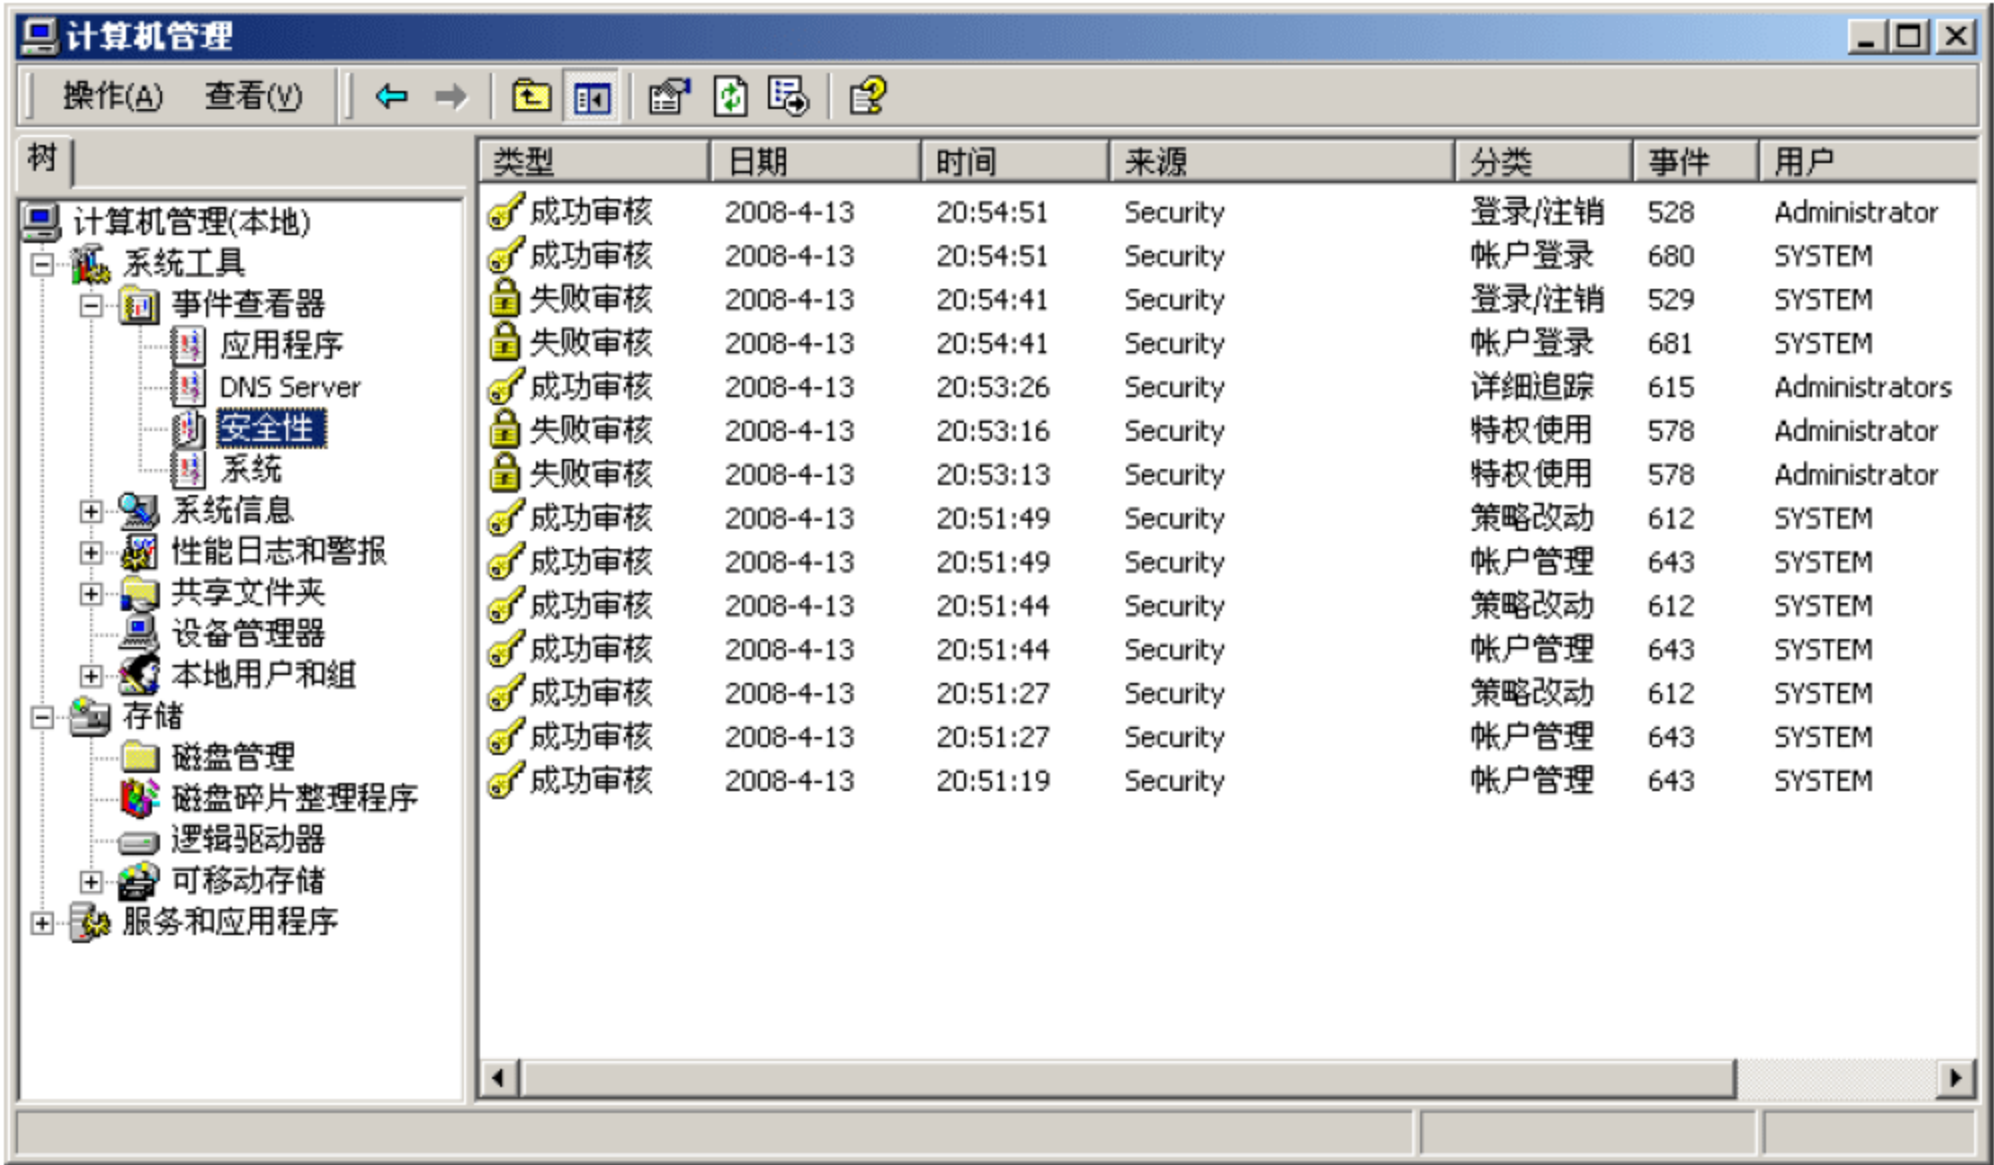 计算机管理
操作(A) 查看(V)
树
计算机管理(本地)
系统工具
事件查看器
应用程序
DNS Server
安全性
系统
系统信息
性能日志和警报
共享文件夹
设备管理器
本地用户和组
存储
磁盘管理
磁盘碎片整理程序
逻辑驱动器
可移动存储
服务和应用程序
类型 日期 时间 来源 分类 事件 用户
成功审核 2008-4-13 20:54:51 Security 登录/注销 528 Administrator
成功审核 2008-4-13 20:54:51 Security 帐户登录 680 SYSTEM
失败审核 2008-4-13 20:54:41 Security 登录/注销 529 SYSTEM
失败审核 2008-4-13 20:54:41 Security 帐户登录 681 SYSTEM
成功审核 2008-4-13 20:53:26 Security 详细追踪 615 Administrators
失败审核 2008-4-13 20:53:16 Security 特权使用 578 Administrator
失败审核 2008-4-13 20:53:13 Security 特权使用 578 Administrator
成功审核 2008-4-13 20:51:49 Security 策略改动 612 SYSTEM
成功审核 2008-4-13 20:51:49 Security 帐户管理 643 SYSTEM
成功审核 2008-4-13 20:51:44 Security 策略改动 612 SYSTEM
成功审核 2008-4-13 20:51:44 Security 帐户管理 643 SYSTEM
成功审核 2008-4-13 20:51:27 Security 策略改动 612 SYSTEM
成功审核 2008-4-13 20:51:27 Security 帐户管理 643 SYSTEM
成功审核 2008-4-13 20:51:19 Security 帐户管理 643 SYSTEM